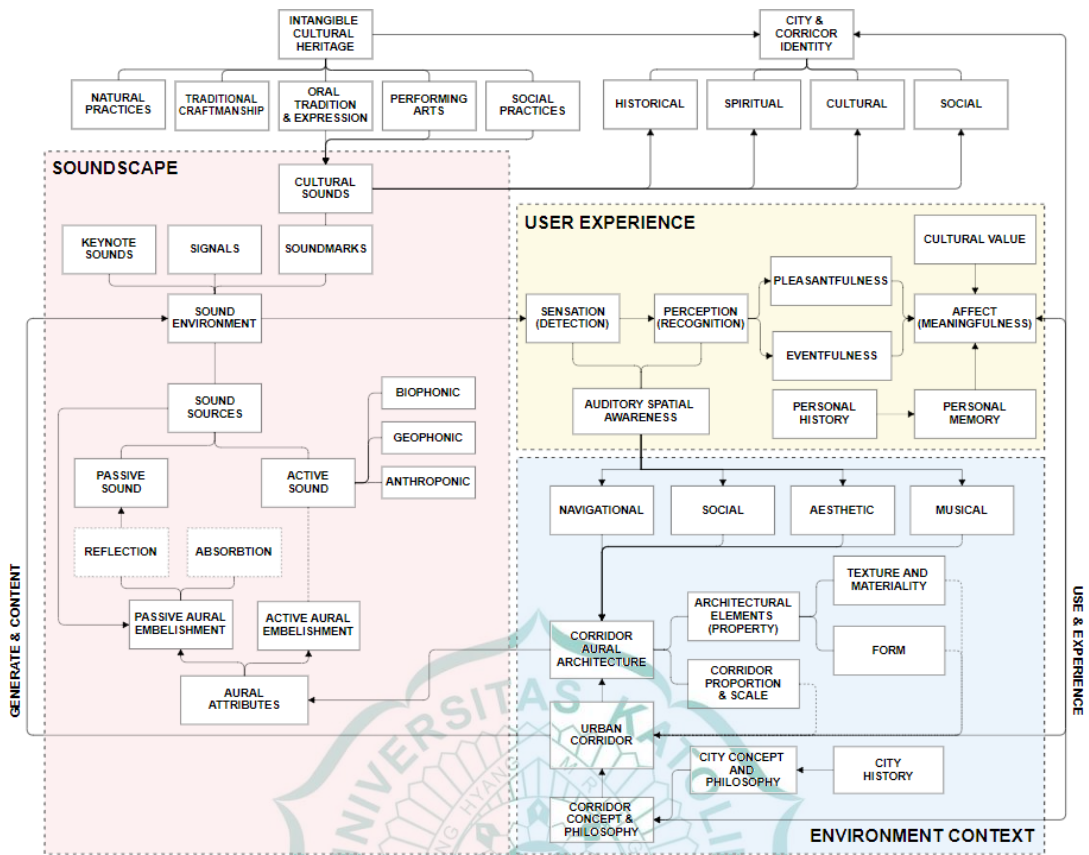 INTANGIBLE
CULTURAL
HERITAGE
CITY &
CORRICOR
IDENTITY
NATURAL
PRACTICES
TRADITIONAL
CRAFTMANSHIP
ORAL
TRADITION
& EXPRESSION
PERFORMING
ARTS
SOCIAL
PRACTICES
HISTORICAL
SPIRITUAL
CULTURAL
SOCIAL
SOUNDSCAPE
CULTURAL
SOUNDS
KEYNOTE
SOUNDS
SIGNALS
SOUNDMARKS
SOUND
ENVIRONMENT
SOUND
SOURCES
BIOPHONIC
GEOPHONIC
ANTHROPONIC
PASSIVE
SOUND
ACTIVE
SOUND
REFLECTION
ABSORBTION
PASSIVE AURAL
EMBELISHMENT
ACTIVE AURAL
EMBELISHMENT
AURAL
ATTRIBUTES
GENERATE & CONTENT
USER EXPERIENCE
CULTURAL VALUE
PLEASANTFULNESS
SENSATION
(DETECTION)
PERCEPTION
(RECOGNITION)
AFFECT
(MEANINGFULNESS)
EVENTFULNESS
AUDITORY SPATIAL
AWARENESS
PERSONAL
HISTORY
PERSONAL
MEMORY
NAVIGATIONAL
SOCIAL
AESTHETIC
MUSICAL
TEXTURE AND
MATERIALITY
ARCHITECTURAL
ELEMENTS
(PROPERTY)
CORRIDOR
AURAL
ARCHITECTURE
FORM
CORRIDOR
PROPORTION
& SCALE
URBAN
CORRIDOR
CITY CONCEPT
AND
PHILOSOPHY
CITY
HISTORY
CORRIDOR
CONCEPT &
PHILOSOPHY
ENVIRONMENT CONTEXT
USE & EXPERIENCE
UNIVERSITAS KATOLI